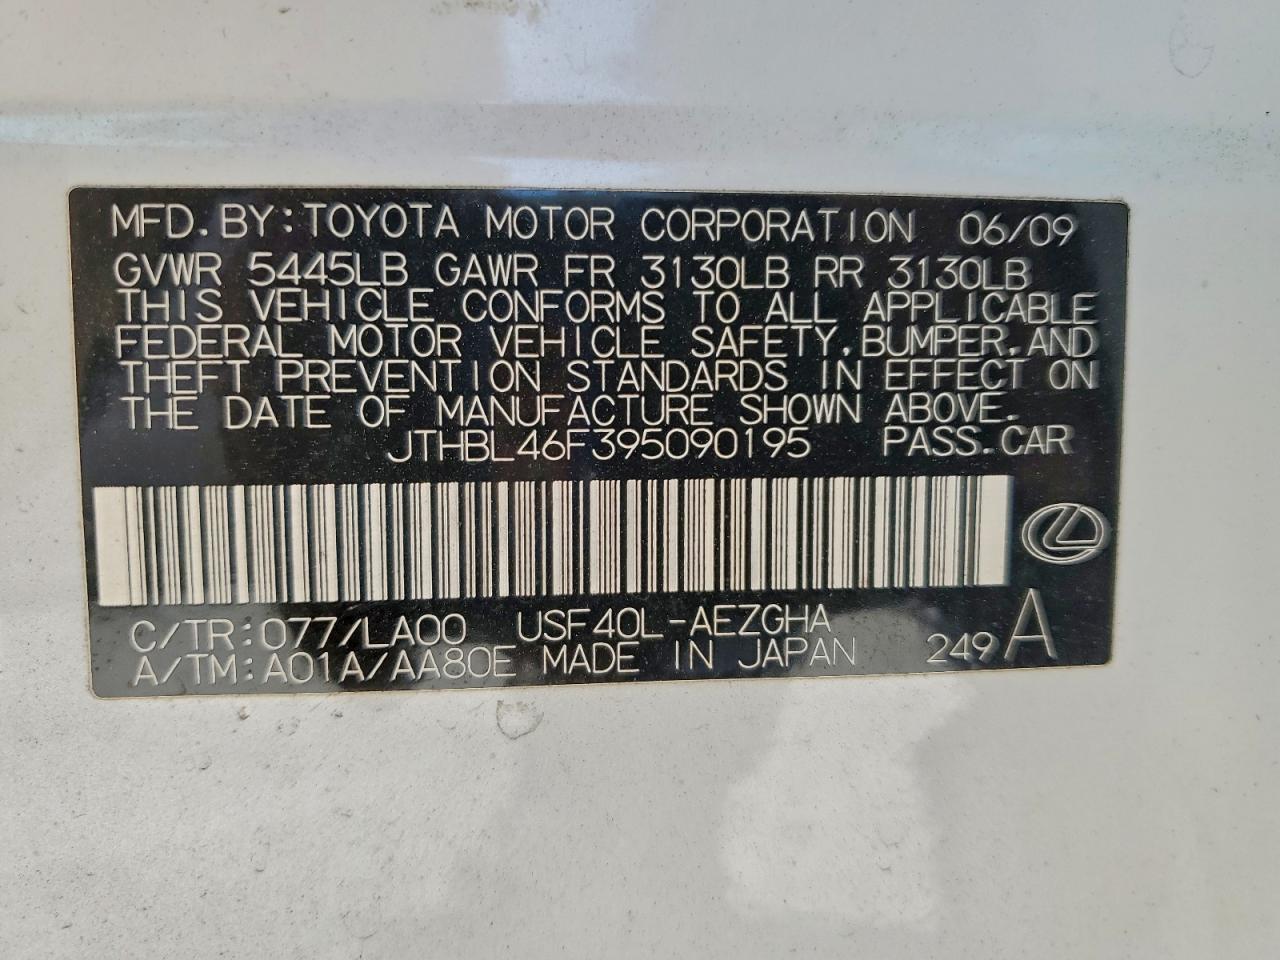 MFD.BY:TOYOTA MOTOR CORPORATION 06/09
GVWR 5445LB GAWR FR 3130LB RR 3130LB
THIS VEHICLE CONFORMS TO ALL APPLICABLE
FEDERAL MOTOR VEHICLE SAFETY,BUMPER,AND
THEFT PREVENTION STANDARDS IN EFFECT ON
THE DATE OF MANUFACTURE SHOWN ABOVE.
JTHBL46F395090195 PASS.CAR
C/TR:077/LA00 USF40L-AEZGHA
A/TM:A01A/AA80E MADE IN JAPAN 249 A